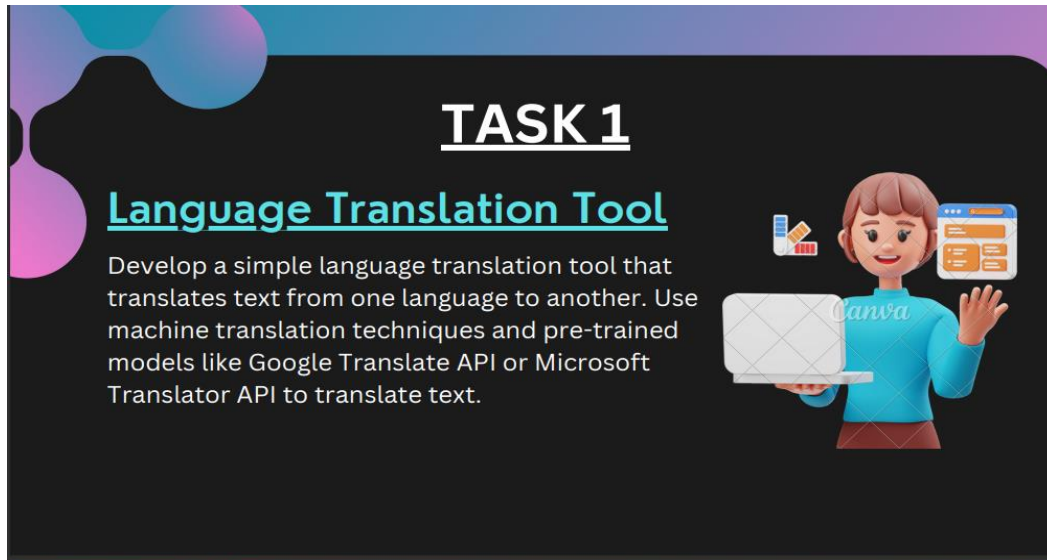 TASK 1
Language Translation Tool
Develop a simple language translation tool that
translates text from one language to another. Use
machine translation techniques and pre-trained
models like Google Translate API or Microsoft
Translator API to translate text.
Canva